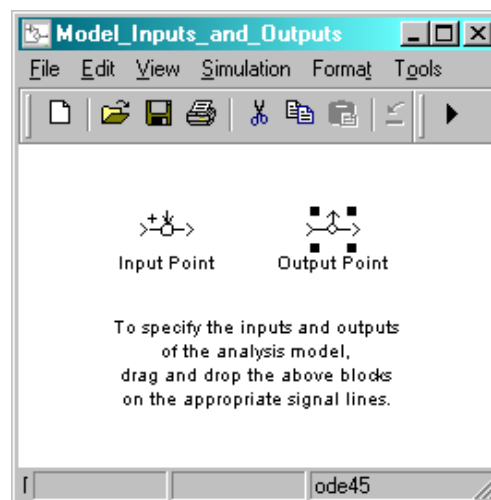 Model_Inputs_and_Outputs
File Edit View Simulation Format Tools
Input Point Output Point
To specify the inputs and outputs
of the analysis model,
drag and drop the above blocks
on the appropriate signal lines.
ode45